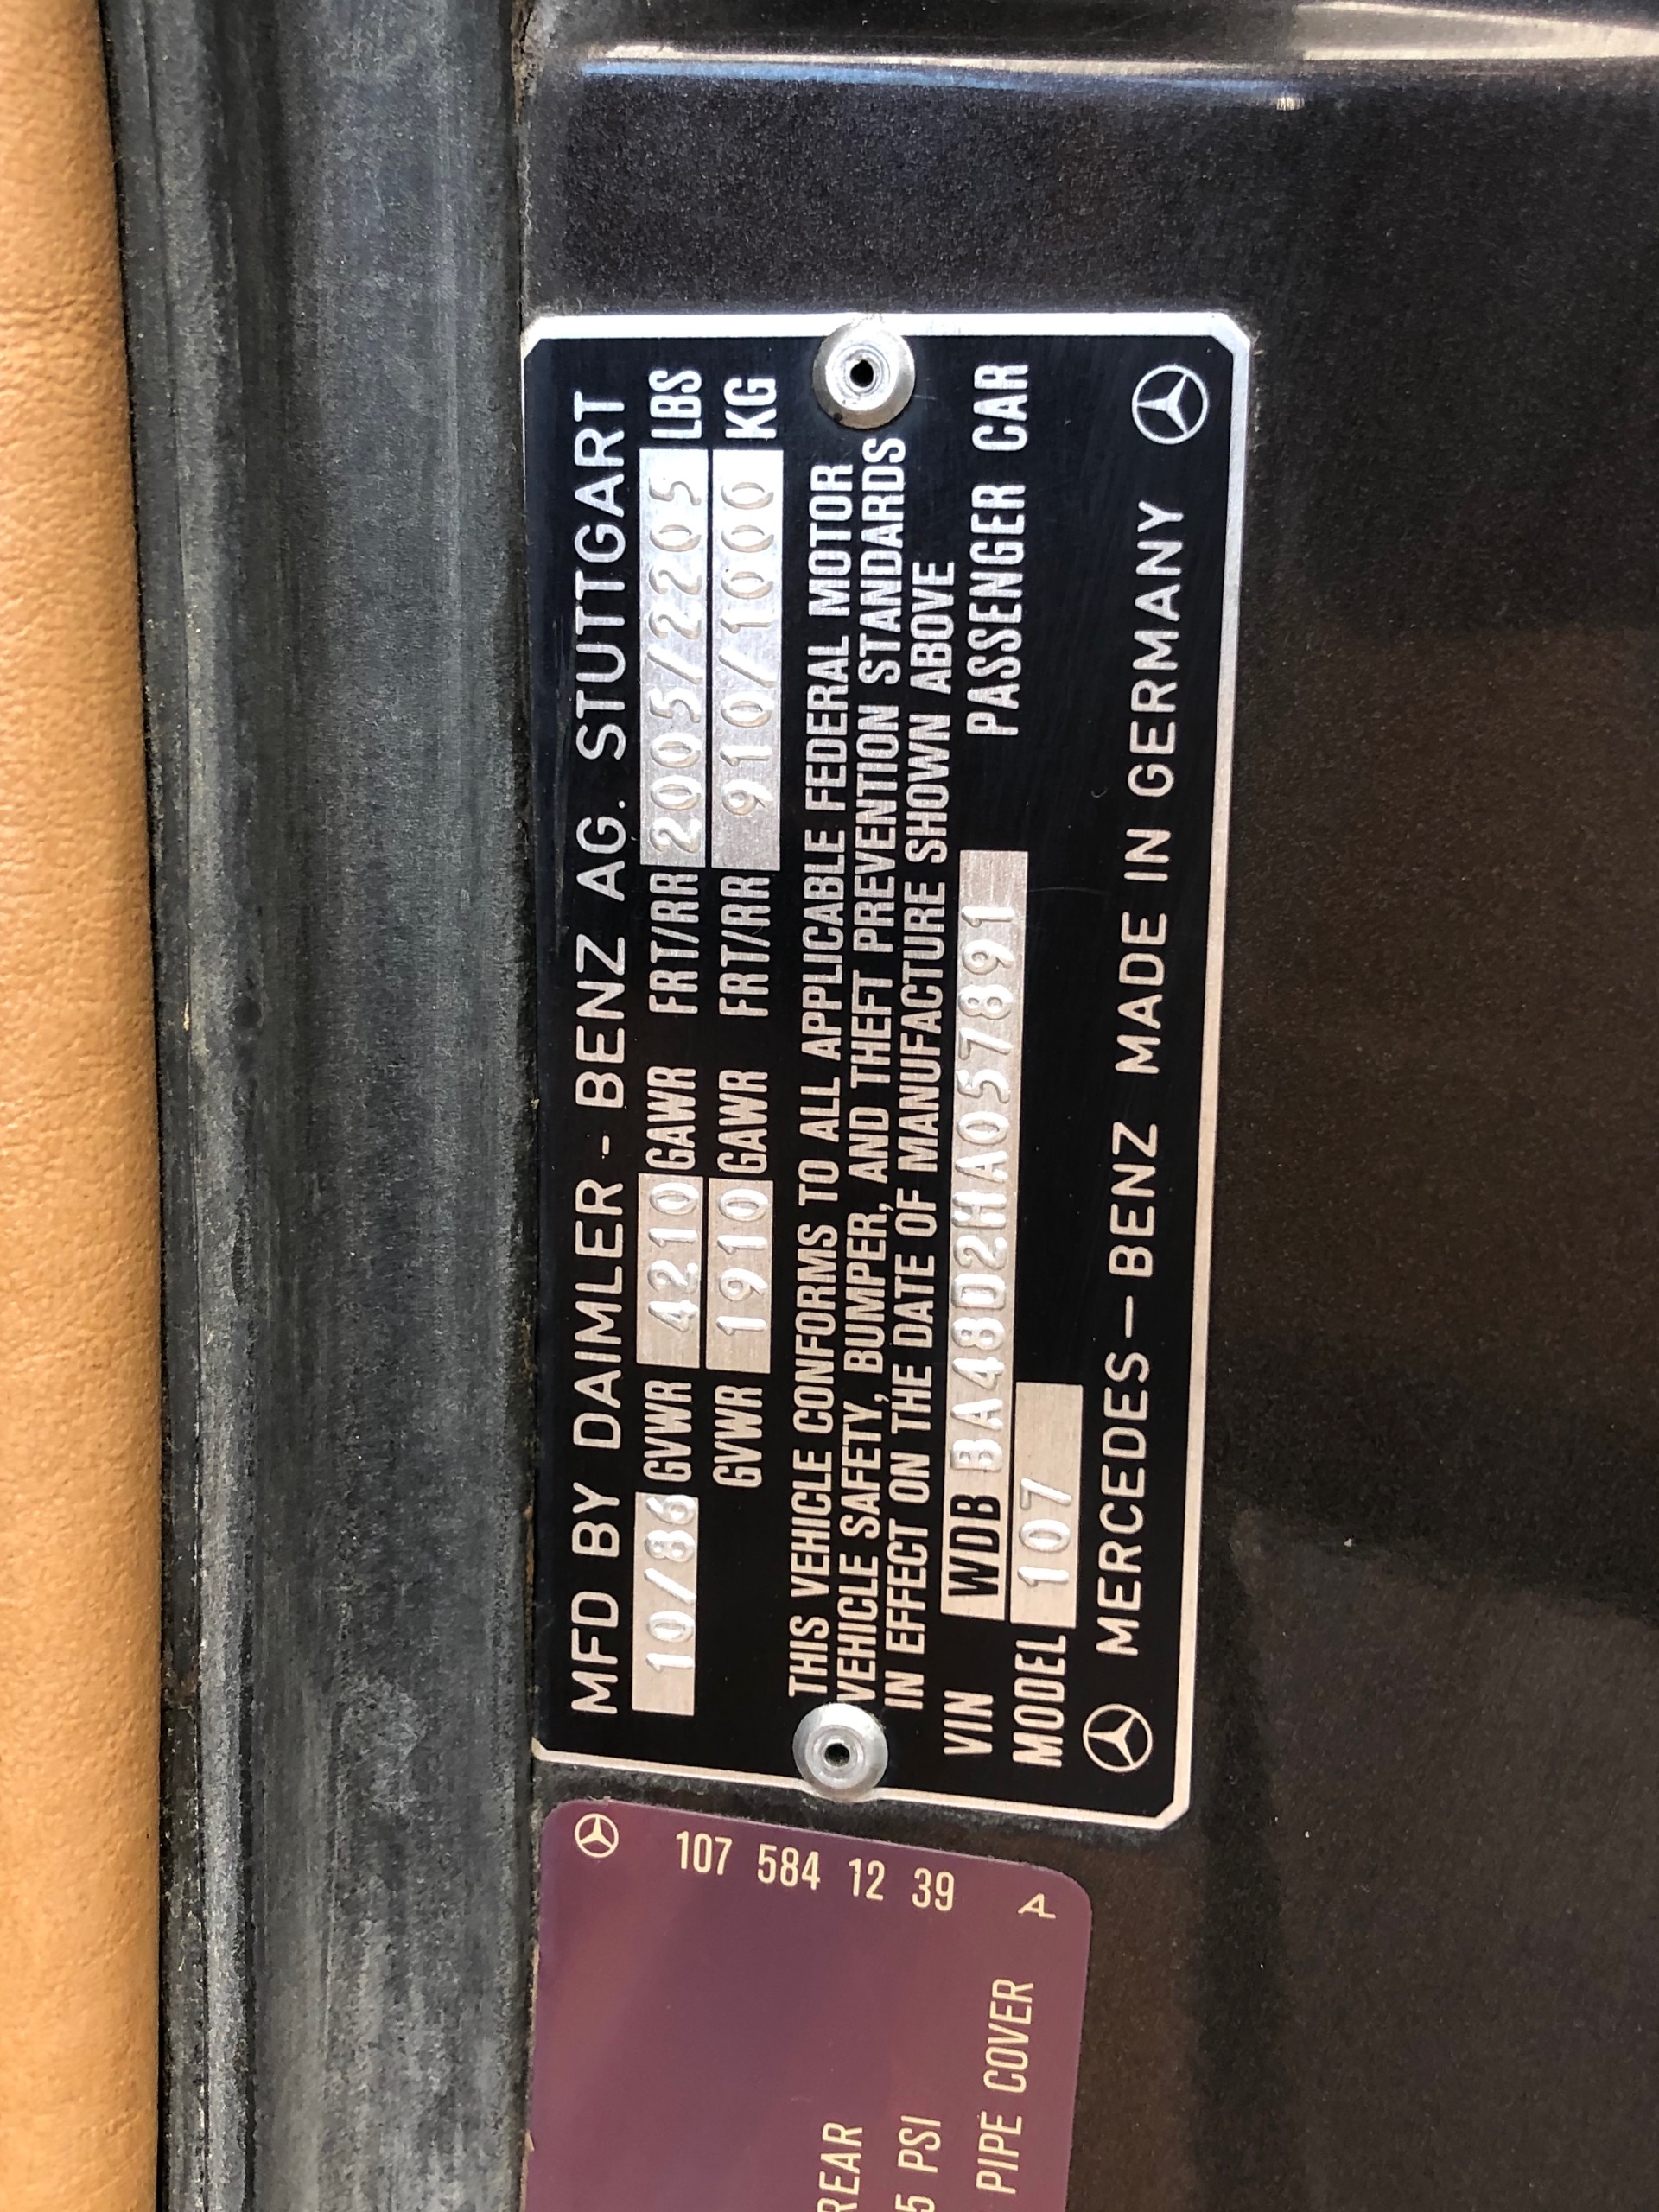 MFD BY DAIMLER - BENZ AG. STUTTGART
10/86 GVWR 4210 GAWR FRT/RR 2005/2205 LBS
GVWR 1910 GAWR FRT/RR 910/1000 KG
THIS VEHICLE CONFORMS TO ALL APPLICABLE FEDERAL MOTOR
VEHICLE SAFETY, BUMPER, AND THEFT PREVENTION STANDARDS
IN EFFECT ON THE DATE OF MANUFACTURE SHOWN ABOVE
VIN WDB BA48D2HA057891 PASSENGER CAR
MODEL 107
MERCEDES-BENZ MADE IN GERMANY
107 584 12 39 A
REAR
5 PSI
PIPE COVER